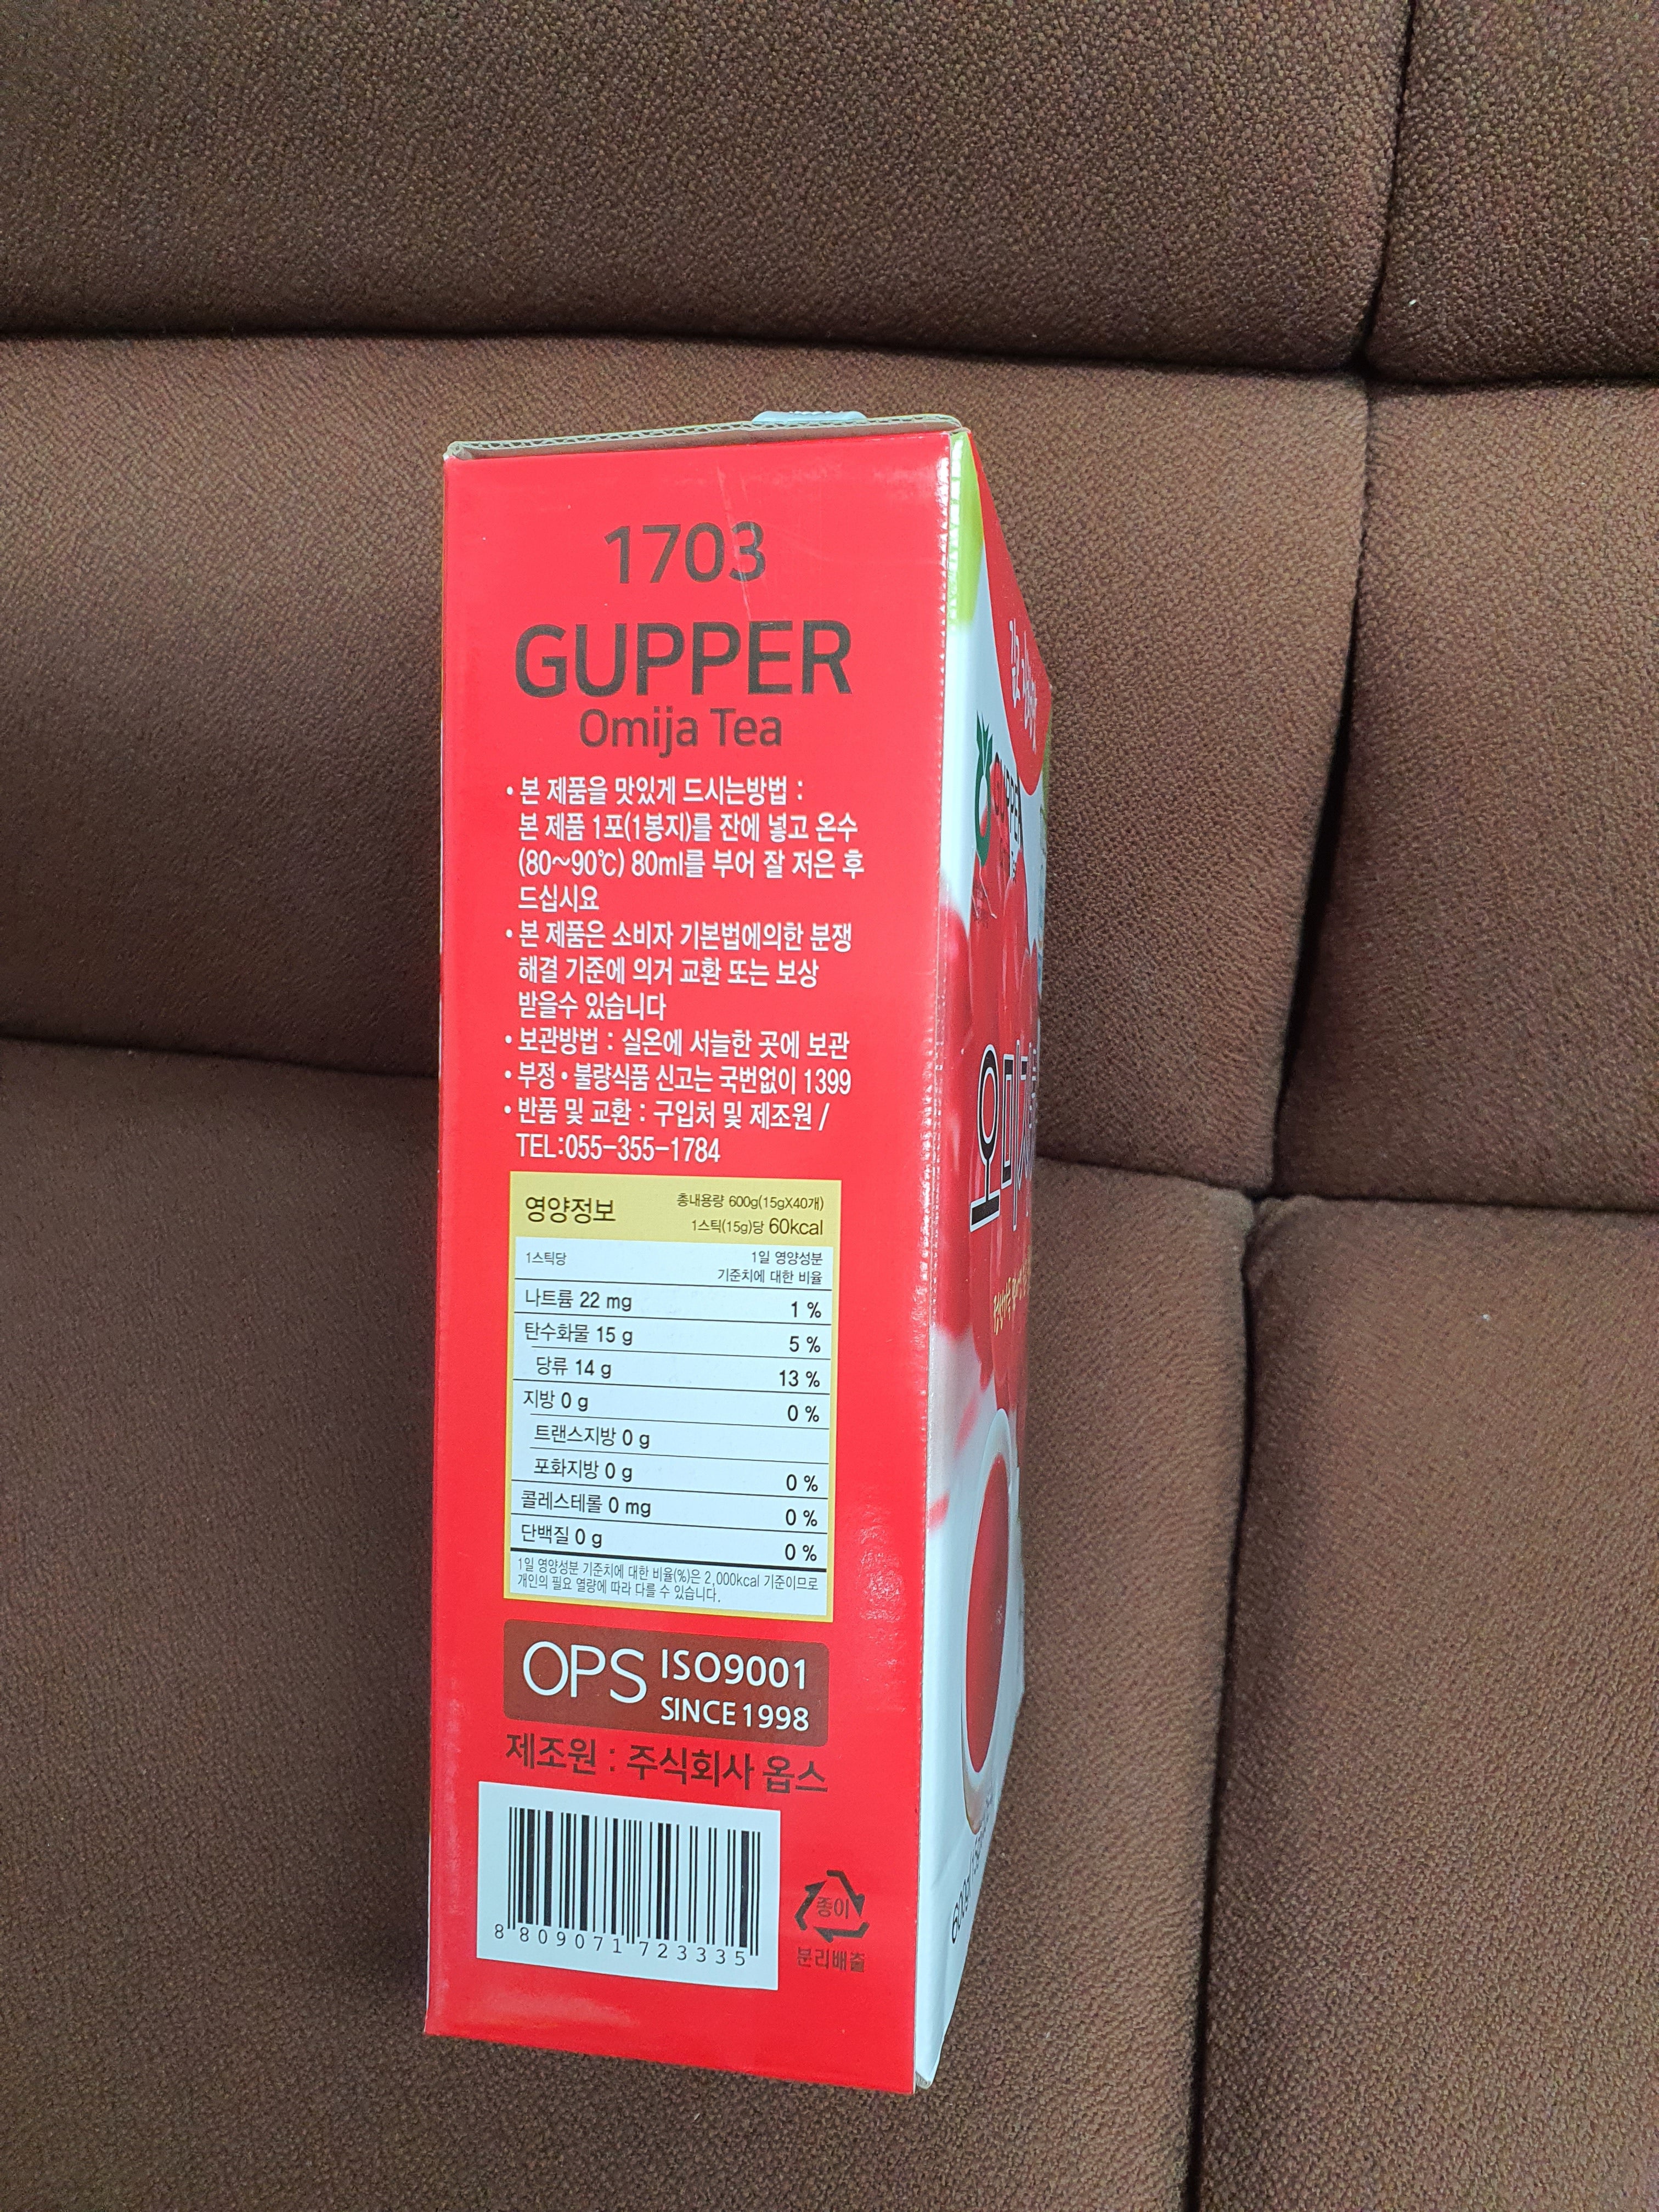 1703
GUPPER
Omija Tea
• 본 제품을 맛있게 드시는방법 :
본 제품 1포(1봉지)를 잔에 넣고 온수
(80~90℃) 80ml를 부어 잘 저은 후
드십시요
• 본 제품은 소비자 기본법에의한 분쟁
해결 기준에 의거 교환 또는 보상
받을수 있습니다
• 보관방법 : 실온에 서늘한 곳에 보관
• 부정•불량식품 신고는 국번없이 1399
• 반품 및 교환 : 구입처 및 제조원 /
TEL:055-355-1784
영양정보
총내용량 600g(15gX40개)
1스틱(15g)당 60kcal
1스틱당
1일 영양성분
기준치에 대한 비율
나트륨 22 mg 1 %
탄수화물 15 g 5 %
당류 14 g 13 %
지방 0 g 0 %
트랜스지방 0 g
포화지방 0 g 0 %
콜레스테롤 0 mg 0 %
단백질 0 g 0 %
1일 영양성분 기준치에 대한 비율(%)은 2,000kcal 기준이므로
개인의 필요 열량에 따라 다를 수 있습니다.
OPS ISO9001
SINCE 1998
제조원 : 주식회사 옵스
8 809071 723335
종이
분리배출
GUPPER
오미자